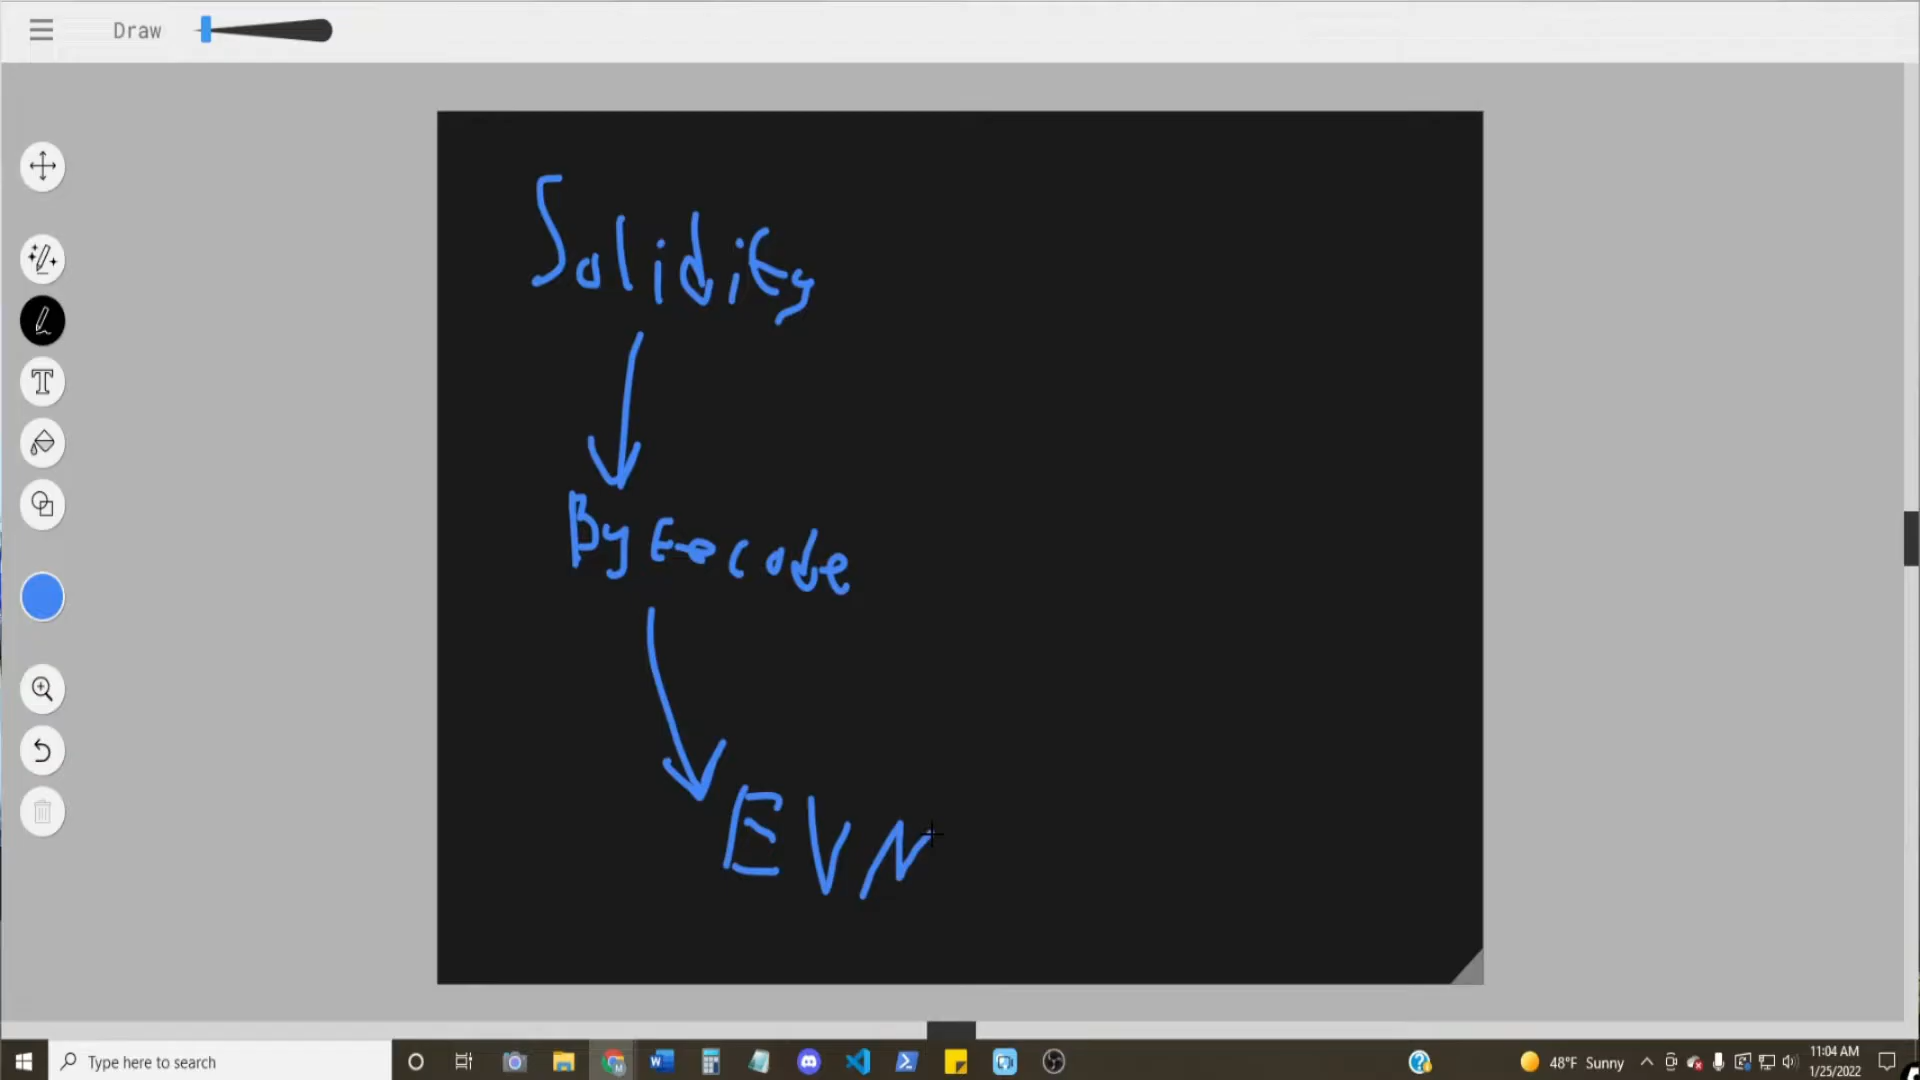 Draw
Solidity
Bytecode
EVM
Type here to search
48°F Sunny
11:04 AM
1/25/2022